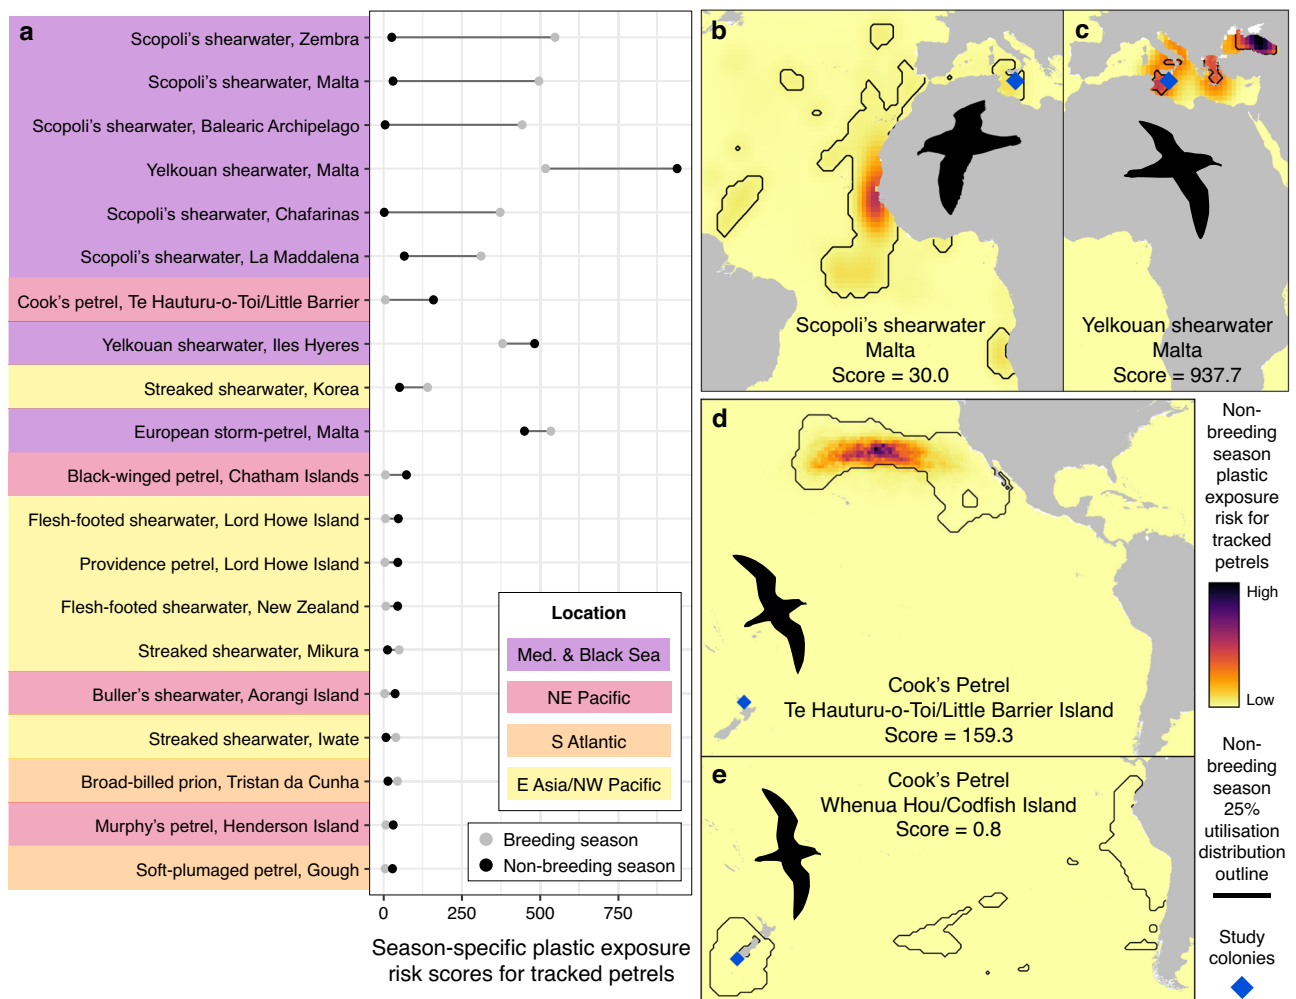 a
Scopoli's shearwater, Zembra
Scopoli's shearwater, Malta
Scopoli's shearwater, Balearic Archipelago
Yelkouan shearwater, Malta
Scopoli's shearwater, Chafarinas
Scopoli's shearwater, La Maddalena
Cook's petrel, Te Hauturu-o-Toi/Little Barrier
Yelkouan shearwater, Iles Hyeres
Streaked shearwater, Korea
European storm-petrel, Malta
Black-winged petrel, Chatham Islands
Flesh-footed shearwater, Lord Howe Island
Providence petrel, Lord Howe Island
Flesh-footed shearwater, New Zealand
Streaked shearwater, Mikura
Buller's shearwater, Aorangi Island
Streaked shearwater, Iwate
Broad-billed prion, Tristan da Cunha
Murphy's petrel, Henderson Island
Soft-plumaged petrel, Gough
Location
Med. & Black Sea
NE Pacific
S Atlantic
E Asia/NW Pacific
Breeding season
Non-breeding season
0 250 500 750
Season-specific plastic exposure
risk scores for tracked petrels
b
Scopoli's shearwater
Malta
Score = 30.0
c
Yelkouan shearwater
Malta
Score = 937.7
d
Cook's Petrel
Te Hauturu-o-Toi/Little Barrier Island
Score = 159.3
e
Cook's Petrel
Whenua Hou/Codfish Island
Score = 0.8
Non-
breeding
season
plastic
exposure
risk for
tracked
petrels
High
Low
Non-
breeding
season
25%
utilisation
distribution
outline
Study
colonies